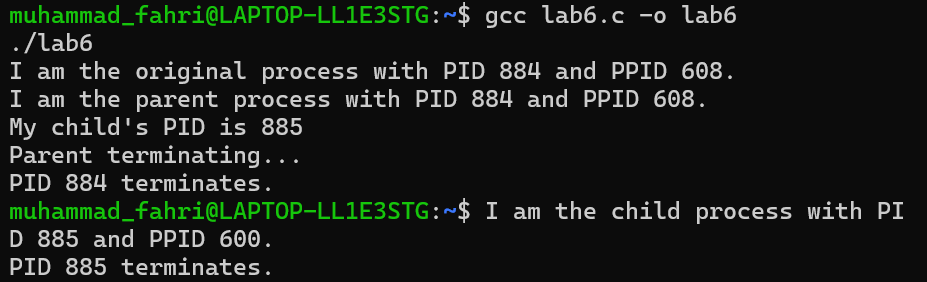 muhammad_fahri@LAPTOP-LL1E3STG:~$ gcc lab6.c -o lab6
./lab6
I am the original process with PID 884 and PPID 608.
I am the parent process with PID 884 and PPID 608.
My child's PID is 885
Parent terminating...
PID 884 terminates.
muhammad_fahri@LAPTOP-LL1E3STG:~$ I am the child process with PI
D 885 and PPID 600.
PID 885 terminates.